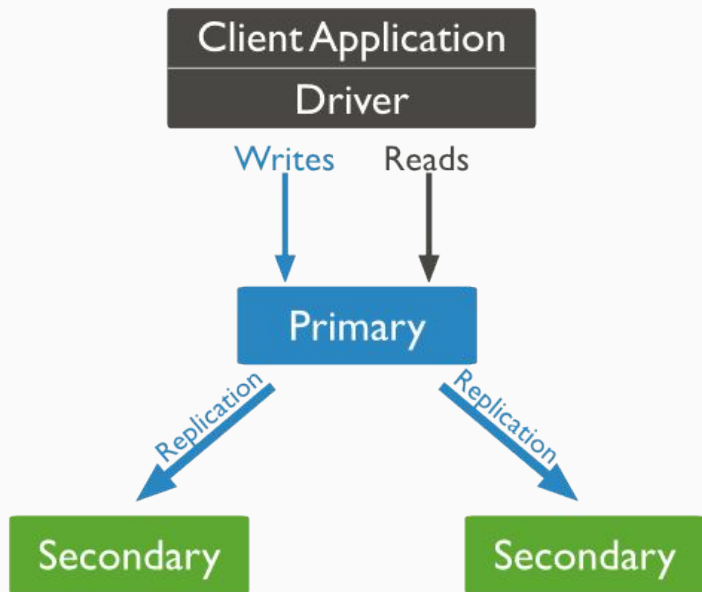 Client Application
Driver
Writes Reads
Primary
Replication Replication
Secondary Secondary